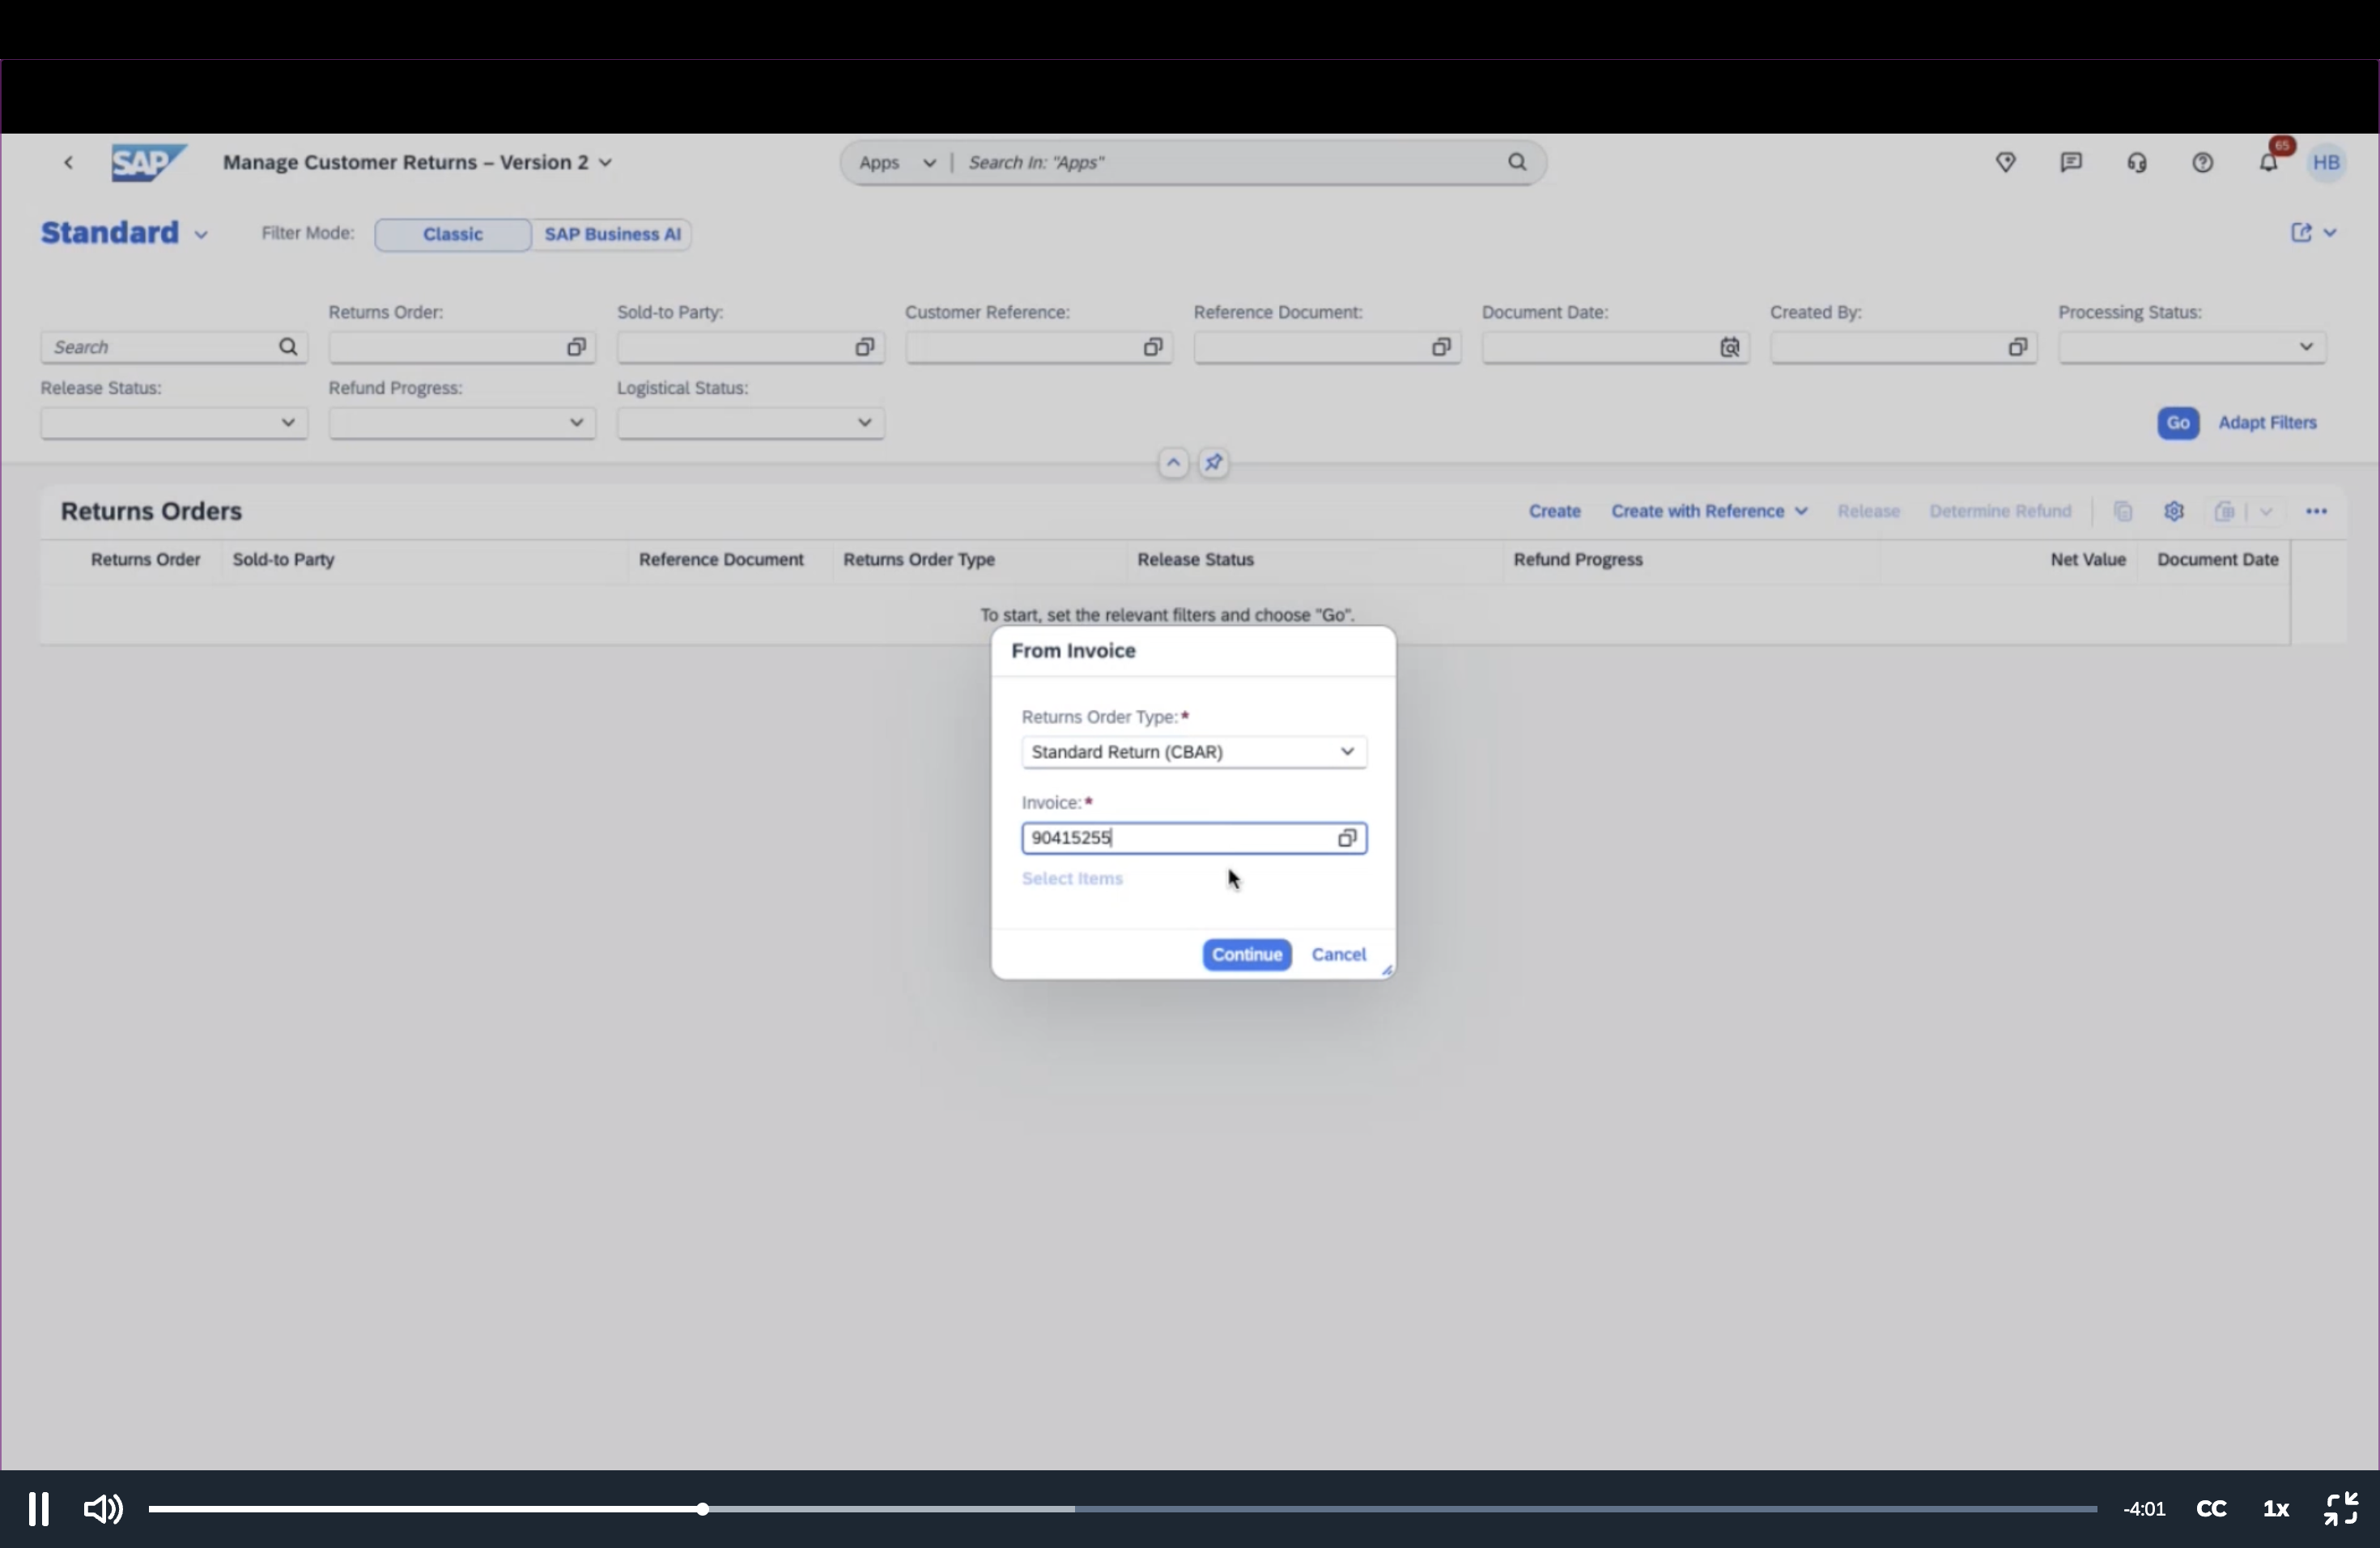 SAP
Manage Customer Returns – Version 2
Apps
Search In: "Apps"
65
HB
Standard
Filter Mode:
Classic
SAP Business AI
Returns Order:
Sold-to Party:
Customer Reference:
Reference Document:
Document Date:
Created By:
Processing Status:
Search
Release Status:
Refund Progress:
Logistical Status:
Go
Adapt Filters
Returns Orders
Create
Create with Reference
Release
Determine Refund
Returns Order
Sold-to Party
Reference Document
Returns Order Type
Release Status
Refund Progress
Net Value
Document Date
To start, set the relevant filters and choose "Go".
From Invoice
Returns Order Type:*
Standard Return (CBAR)
Invoice:*
90415255
Select Items
Continue
Cancel
-4:01
CC
1x